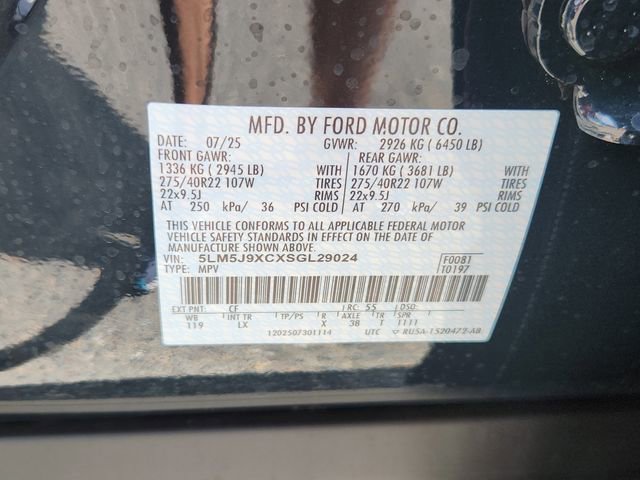 MFD. BY FORD MOTOR CO.
DATE: 07/25 GVWR: 2926 KG ( 6450 LB)
FRONT GAWR: REAR GAWR:
1336 KG ( 2945 LB) WITH 1670 KG ( 3681 LB) WITH
275/40R22 107W TIRES 275/40R22 107W TIRES
22x9.5J RIMS 22x9.5J RIMS
AT 250 kPa/ 36 PSI COLD AT 270 kPa/ 39 PSI COLD
THIS VEHICLE CONFORMS TO ALL APPLICABLE FEDERAL MOTOR
VEHICLE SAFETY STANDARDS IN EFFECT ON THE DATE OF
MANUFACTURE SHOWN ABOVE.
VIN: 5LM5J9XCXSGL29024 F0081
TYPE: MPV T0197
EXT PNT: CF RC: 55 DSO:
WB INT TR TP/PS R AXLE TR SPR
119 LX X 38 T 1111
1202507301114 UTC RU5A-1520472-AB